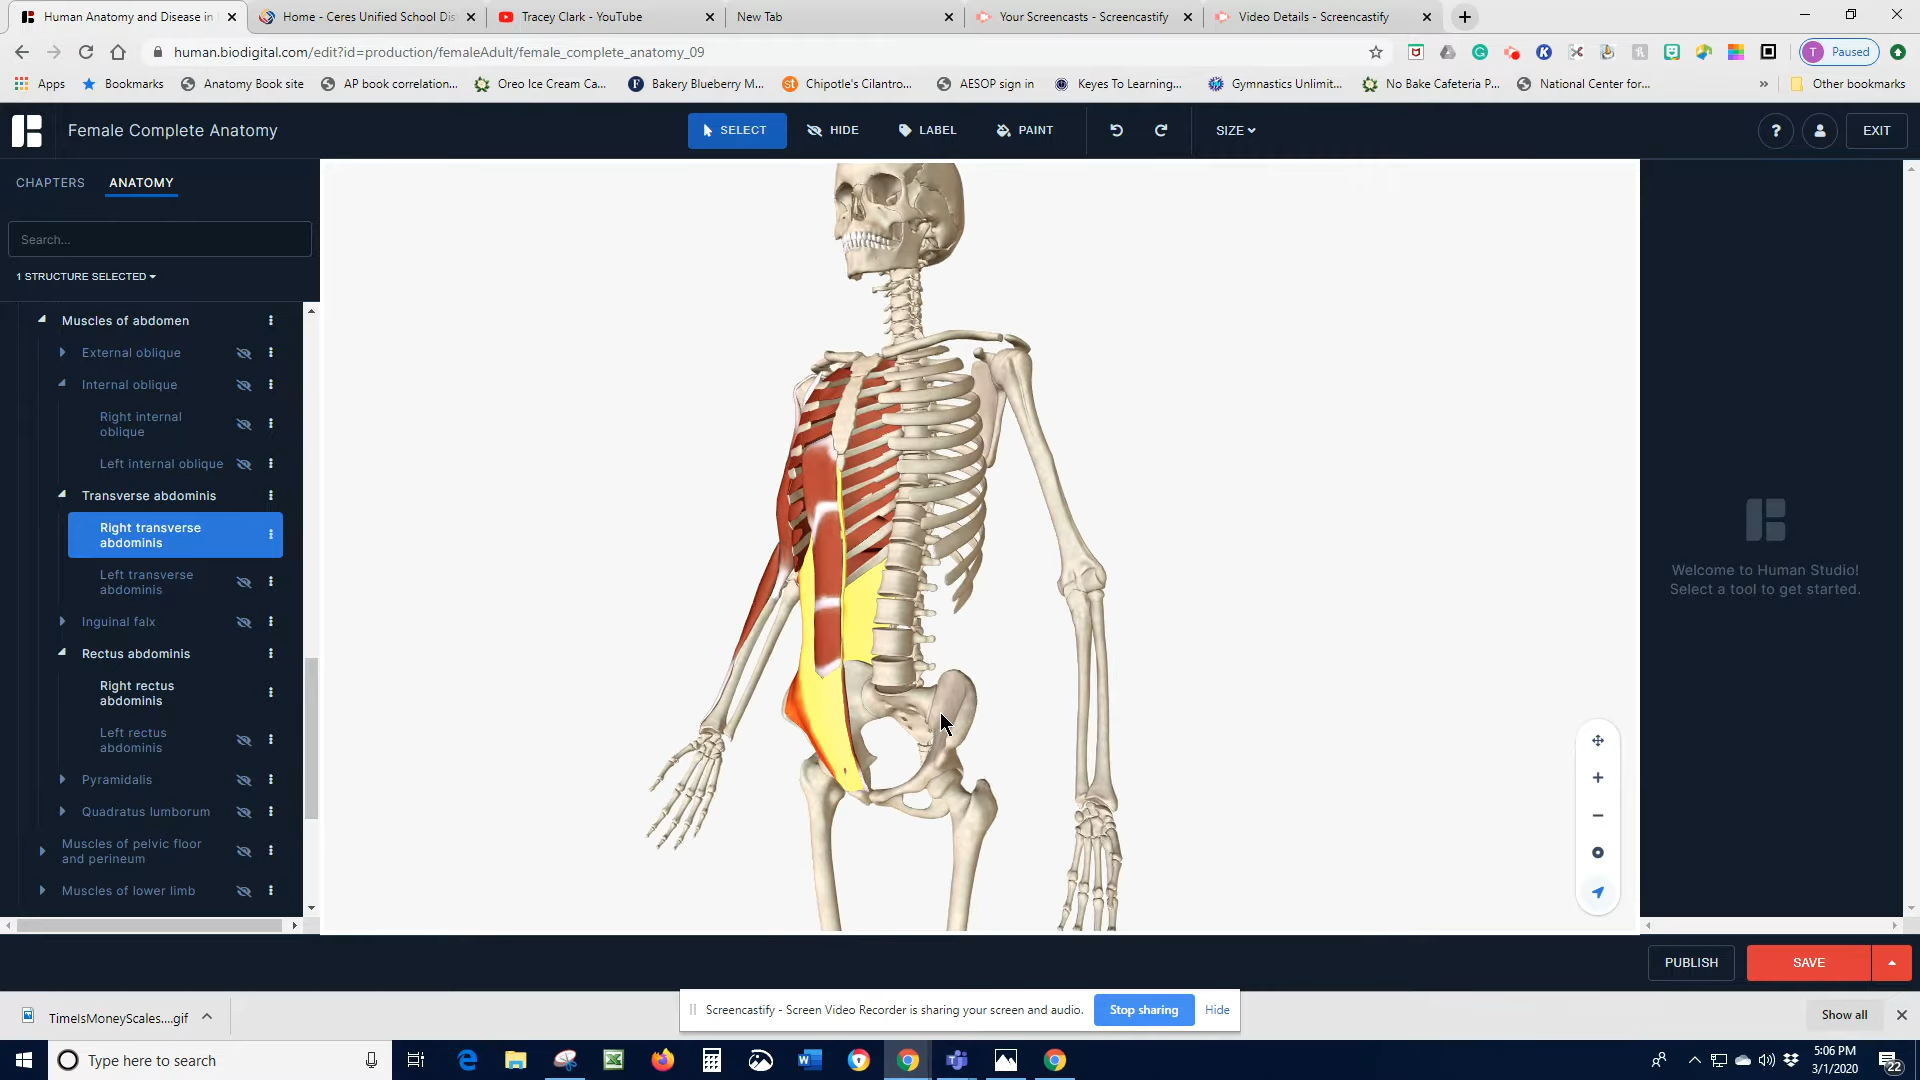 Human Anatomy and Disease in
Home - Ceres Unified School Dist
Tracey Clark - YouTube
New Tab
Your Screencasts - Screencastify
Video Details - Screencastify
human.biodigital.com/edit?id=production/femaleAdult/female_complete_anatomy_09
T Paused
Apps
Bookmarks
Anatomy Book site
AP book correlation...
Oreo Ice Cream Ca...
Bakery Blueberry M...
Chipotle's Cilantro...
AESOP sign in
Keyes To Learning...
Gymnastics Unlimit...
No Bake Cafeteria P...
National Center for...
» Other bookmarks
Female Complete Anatomy
SELECT
HIDE
LABEL
PAINT
SIZE
?
EXIT
CHAPTERS
ANATOMY
Search...
1 STRUCTURE SELECTED
Muscles of abdomen
External oblique
Internal oblique
Right internal
oblique
Left internal oblique
Transverse abdominis
Right transverse
abdominis
Left transverse
abdominis
Inguinal falx
Rectus abdominis
Right rectus
abdominis
Left rectus
abdominis
Pyramidalis
Quadratus lumborum
Muscles of pelvic floor
and perineum
Muscles of lower limb
Welcome to Human Studio!
Select a tool to get started.
PUBLISH
SAVE
Screencastify - Screen Video Recorder is sharing your screen and audio.
Stop sharing
Hide
TimeIsMoneyScales....gif
Show all
Type here to search
5:06 PM
3/1/2020
22